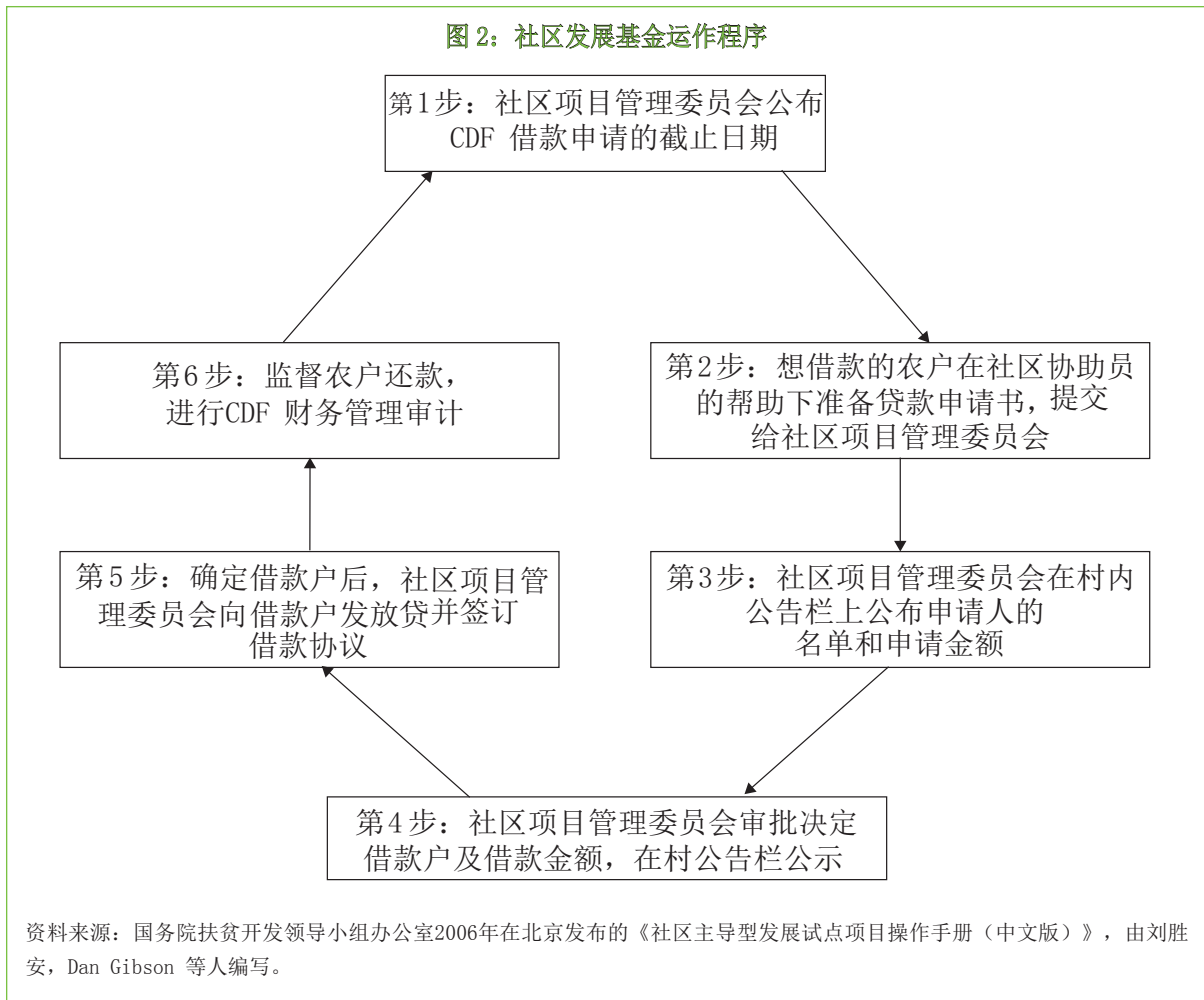 图 2：社区发展基金运作程序
第1步：社区项目管理委员会公布
CDF 借款申请的截止日期
第2步：想借款的农户在社区协助员
的帮助下准备贷款申请书，提交
给社区项目管理委员会
第3步：社区项目管理委员会在村内
公告栏上公布申请人的
名单和申请金额
第4步：社区项目管理委员会审批决定
借款户及借款金额，在村公告栏公示
第5步：确定借款户后，社区项目管
理委员会向借款户发放贷并签订
借款协议
第6步：监督农户还款，
进行CDF 财务管理审计
资料来源：国务院扶贫开发领导小组办公室2006年在北京发布的《社区主导型发展试点项目操作手册（中文版）》，由刘胜
安，Dan Gibson 等人编写。